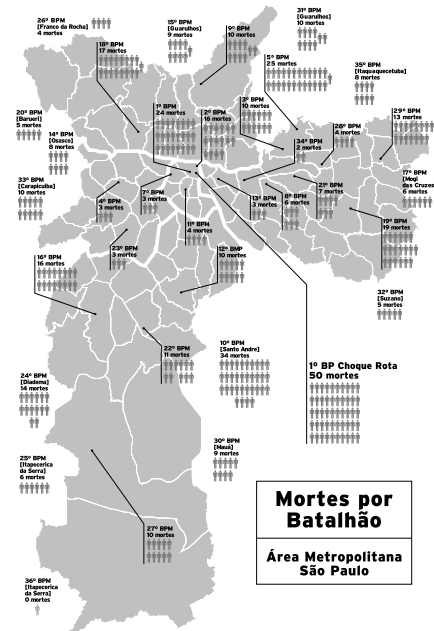 26º BPM
[Franco da Rocha]
4 mortes
15º BPM
[Guarulhos]
9 mortes
9º BPM
10 mortes
31º BPM
[Guarulhos]
10 mortes
18º BPM
17 mortes
5º BPM
25 mortes
35º BPM
[Itaquaquecetuba]
8 mortes
20º BPM
[Barueri]
5 mortes
1º BPM
24 mortes
2º BPM
16 mortes
3º BPM
10 mortes
29º BPM
13 mortes
14º BPM
[Osasco]
8 mortes
34º BPM
2 mortes
28º BPM
4 mortes
33º BPM
[Carapicuiba]
10 mortes
4º BPM
3 mortes
7º BPM
3 mortes
13º BPM
3 mortes
8º BPM
6 mortes
21º BPM
7 mortes
17º BPM
[Mogi
das Cruzes
6 mortes
11º BPM
4 mortes
19º BPM
19 mortes
23º BPM
3 mortes
12º BMP
10 mortes
16º BPM
16 mortes
32º BPM
[Suzano]
5 mortes
22º BPM
11 mortes
10º BPM
[Santo Andre]
34 mortes
1º BP Choque Rota
50 mortes
24º BPM
[Diadema]
14 mortes
30º BPM
[Mauá]
9 mortes
25º BPM
[Itapecerica
da Serra]
6 mortes
27º BPM
10 mortes
36º BPM
[Itapecerica
da Serra]
0 mortes
Mortes por
Batalhão
Área Metropolitana
São Paulo